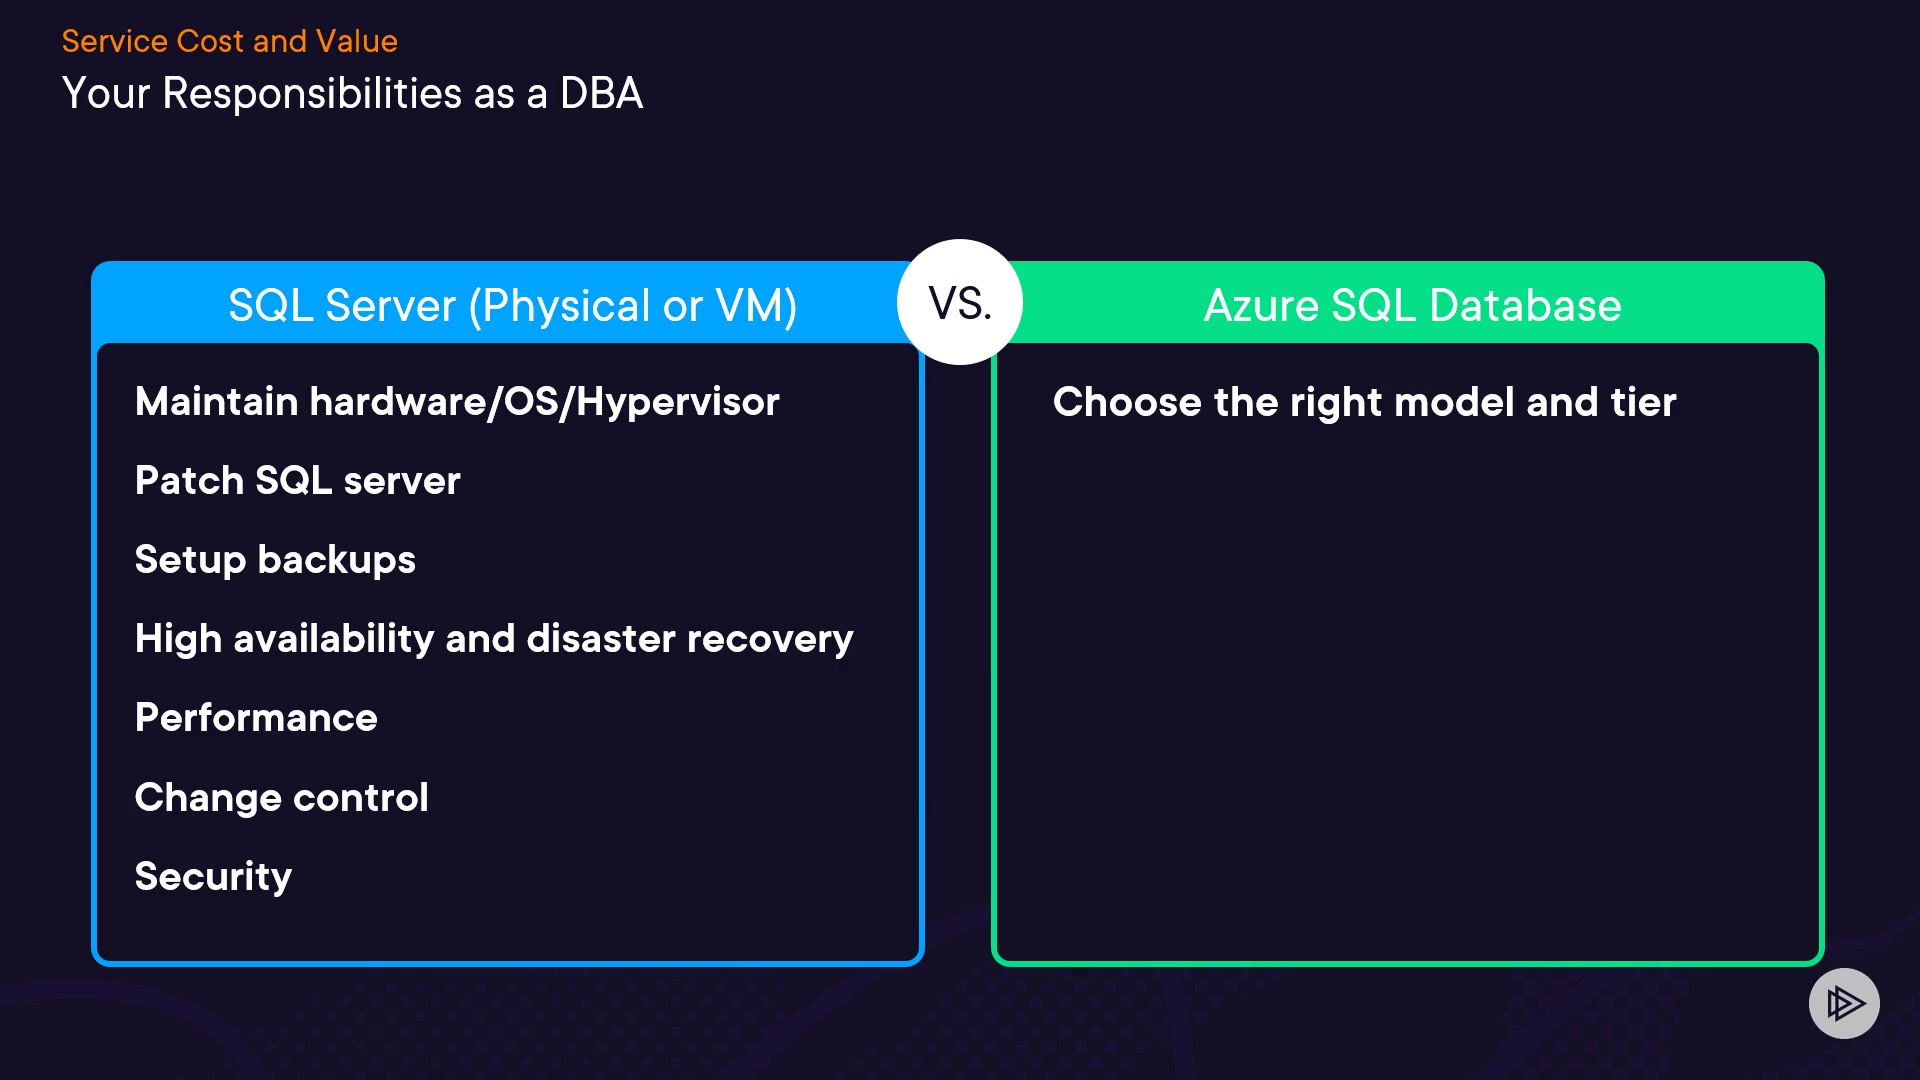 Service Cost and Value
Your Responsibilities as a DBA
SQL Server (Physical or VM)
VS.
Azure SQL Database
Maintain hardware/OS/Hypervisor
Patch SQL server
Setup backups
High availability and disaster recovery
Performance
Change control
Security
Choose the right model and tier